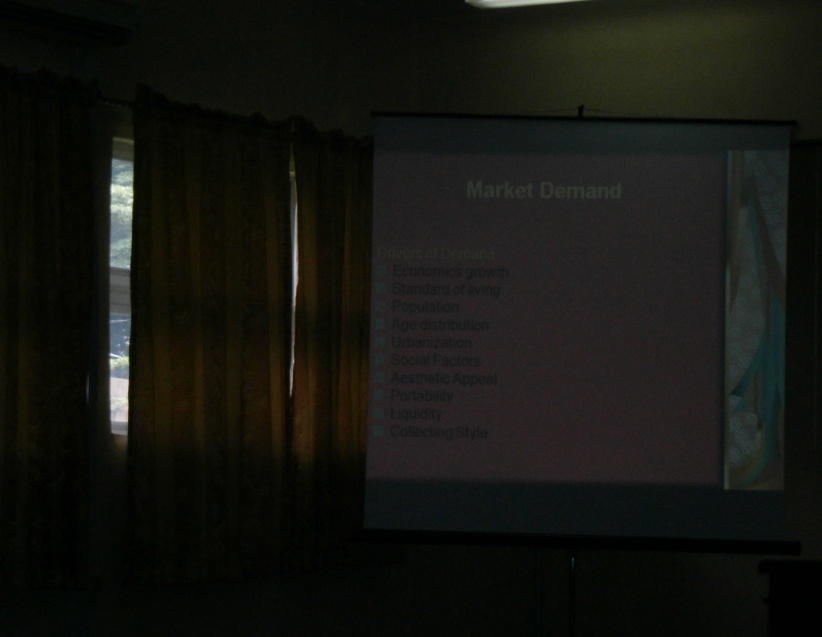 Market Demand
Drivers of Demand
Economics growth
Standard of living
Population
Age distribution
Urbanization
Social Factors
Aesthetic Appeal
Portability
Liquidity
Collecting Style